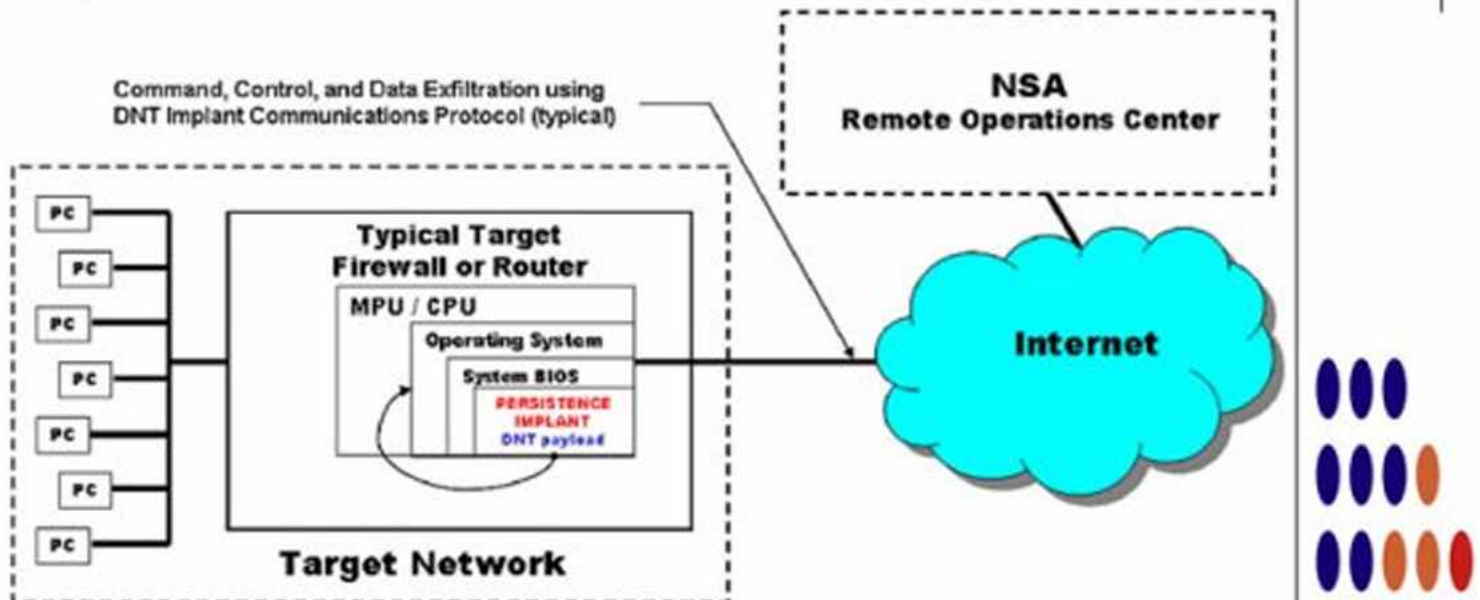 NSA
Remote Operations Center
Command, Control, and Data Exfiltration using
DNT Implant Communications Protocol (typical)
PC
PC
PC
PC
PC
PC
PC
Typical Target
Firewall or Router
MPU / CPU
Operating System
System BIOS
PERSISTENCE
IMPLANT
DNT payload
Internet
Target Network